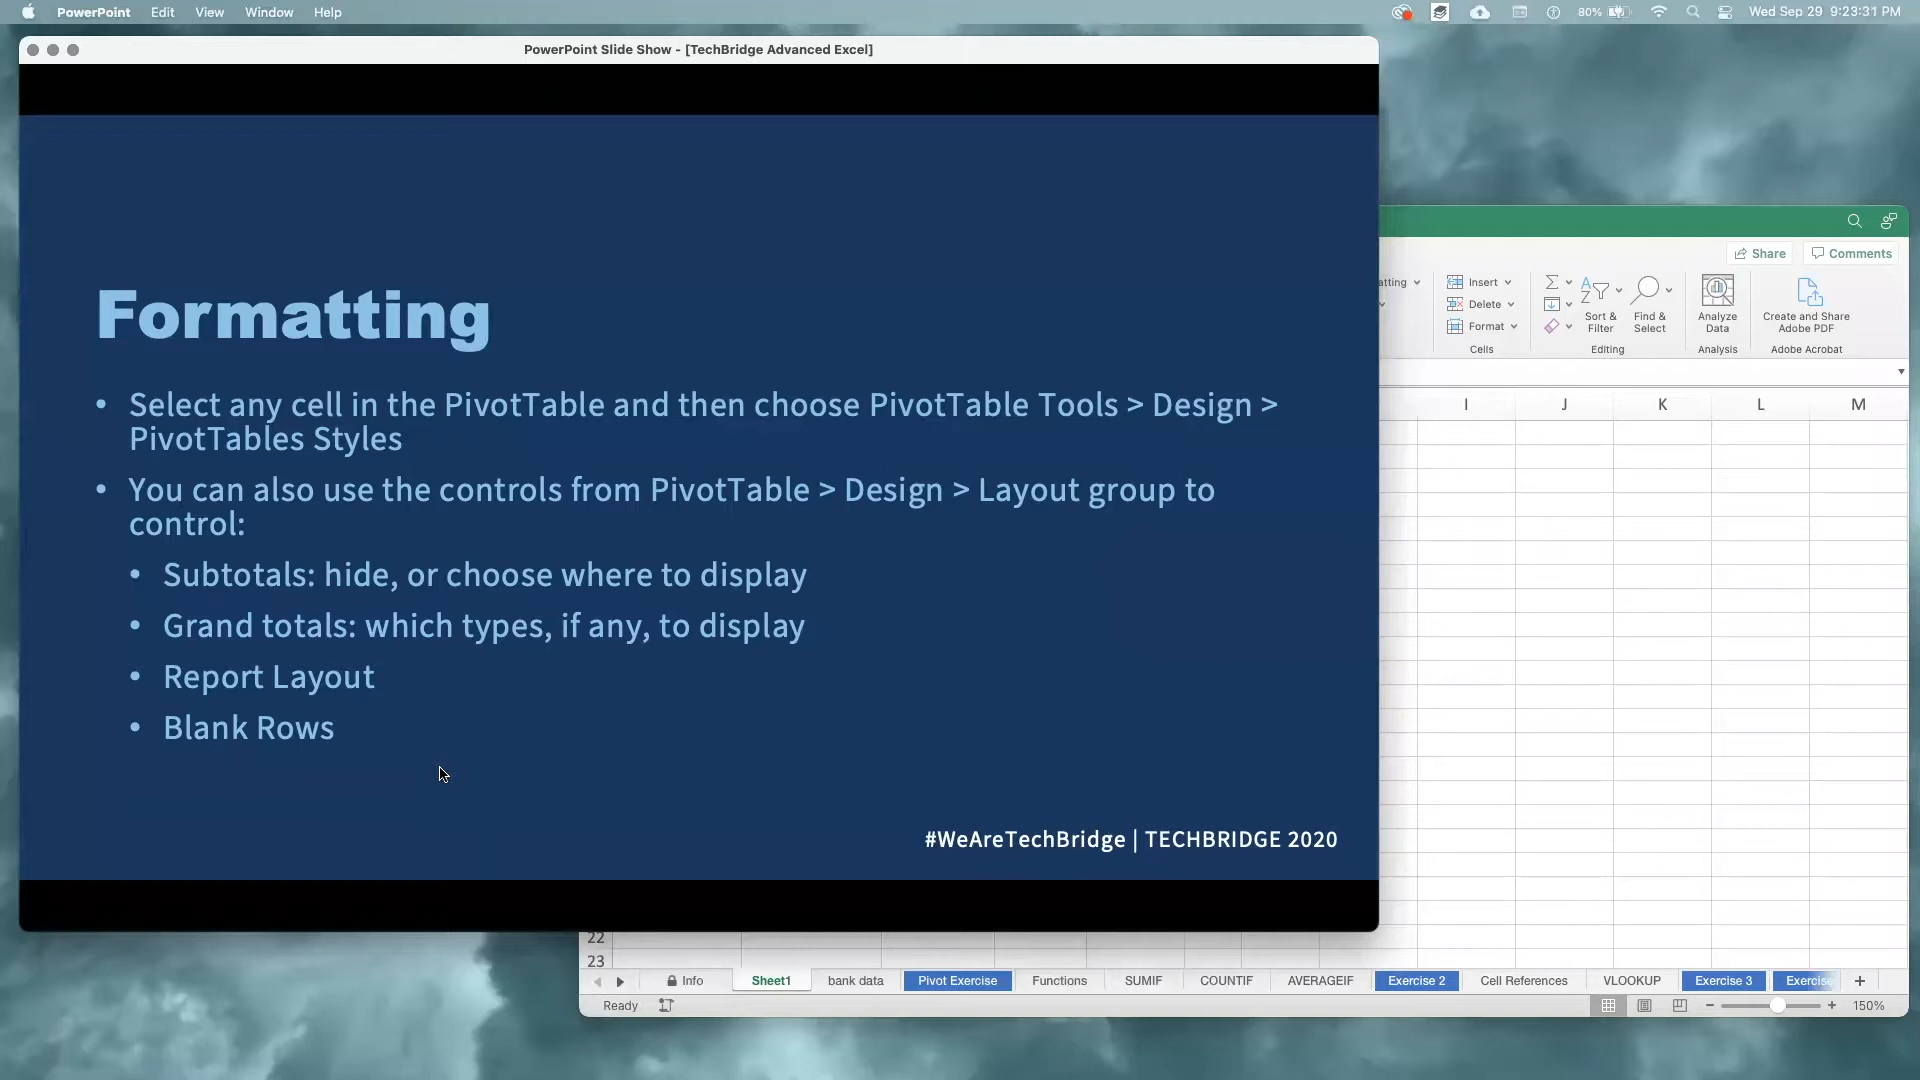 PowerPoint Edit View Window Help
80% Wed Sep 29 9:23:31 PM
PowerPoint Slide Show - [TechBridge Advanced Excel]
Formatting
• Select any cell in the PivotTable and then choose PivotTable Tools > Design >
PivotTables Styles
• You can also use the controls from PivotTable > Design > Layout group to
control:
• Subtotals: hide, or choose where to display
• Grand totals: which types, if any, to display
• Report Layout
• Blank Rows
#WeAreTechBridge | TECHBRIDGE 2020
Share Comments
Insert
Delete
Format
Cells
Sort &
Filter
Find &
Select
Editing
Analyze
Data
Analysis
Create and Share
Adobe PDF
Adobe Acrobat
I J K L M
22
23
Info Sheet1 bank data Pivot Exercise Functions SUMIF COUNTIF AVERAGEIF Exercise 2 Cell References VLOOKUP Exercise 3 Exercise
Ready 150%